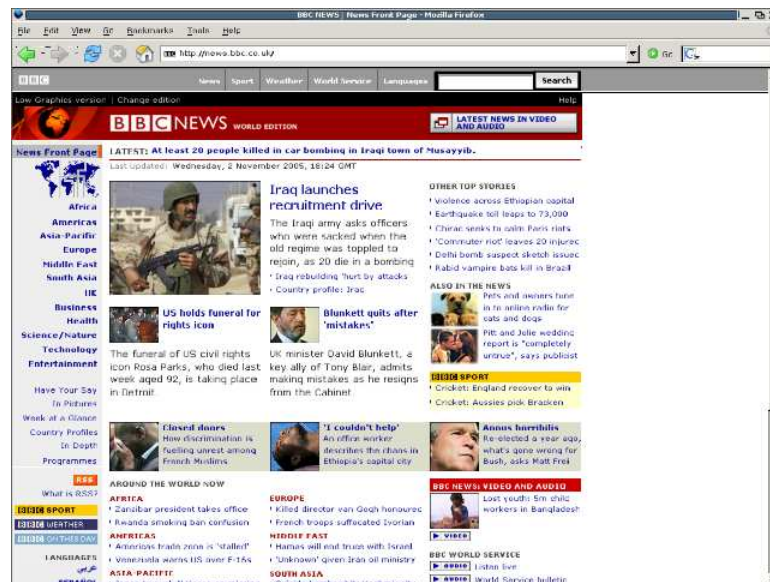 BBC NEWS | News Front Page - Mozilla Firefox
File Edit View Go Bookmarks Tools Help
http://news.bbc.co.uk/
Go
BBC
News Sport Weather World Service Languages
Search
Low Graphics version | Change edition
Help
BBC NEWS WORLD EDITION
LATEST NEWS IN VIDEO
AND AUDIO
News Front Page
Africa
Americas
Asia-Pacific
Europe
Middle East
South Asia
UK
Business
Health
Science/Nature
Technology
Entertainment
Have Your Say
In Pictures
Week at a Glance
Country Profiles
In Depth
Programmes
RSS
What is RSS?
BBC SPORT
BBC WEATHER
BBC ON THIS DAY
LANGUAGES
عربي
ESPAÑOL
LATEST: At least 20 people killed in car bombing in Iraqi town of Musayyib.
Last Updated: Wednesday, 2 November 2005, 18:24 GMT
Iraq launches
recruitment drive
The Iraqi army asks officers
who were sacked when the
old regime was toppled to
rejoin, as 20 die in a bombing
Iraq rebuilding 'hurt by attacks
Country profile: Iraq
US holds funeral for
rights icon
The funeral of US civil rights
icon Rosa Parks, who died last
week aged 92, is taking place
in Detroit.
Blunkett quits after
'mistakes'
UK minister David Blunkett, a
key ally of Tony Blair, admits
making mistakes as he resigns
from the Cabinet.
OTHER TOP STORIES
Violence across Ethiopian capital
Earthquake toll leaps to 73,000
Chirac seeks to calm Paris riots
'Commuter riot' leaves 20 injured
Delhi bomb suspect sketch issued
Rabid vampire bats kill in Brazil
ALSO IN THE NEWS
Pets and owners tune
in to online radio for
cats and dogs
Pitt and Jolie wedding
report is "completely
untrue", says publicist
BBC SPORT
Cricket: England recover to win
Cricket: Aussies pick Bracken
Closed doors
How discrimination is
fuelling unrest among
French Muslims
'I couldn't help'
An office worker
describes the chaos in
Ethiopia's capital city
Annus horribilis
Re-elected a year ago,
what's gone wrong for
Bush, asks Matt Frei
AROUND THE WORLD NOW
AFRICA
Zanzibar president takes office
Rwanda smoking ban confusion
AMERICAS
Americas trade zone is 'stalled'
Venezuela warns US over F-16s
ASIA-PACIFIC
EUROPE
Killed director van Gogh honoured
French troops suffocated Ivorian
MIDDLE EAST
Hamas will end truce with Israel
'Unknown' given Iran oil ministry
SOUTH ASIA
BBC NEWS: VIDEO AND AUDIO
Lost youth: 5m child
workers in Bangladesh
VIDEO
BBC WORLD SERVICE
AUDIO Listen live
AUDIO World Service bulletin